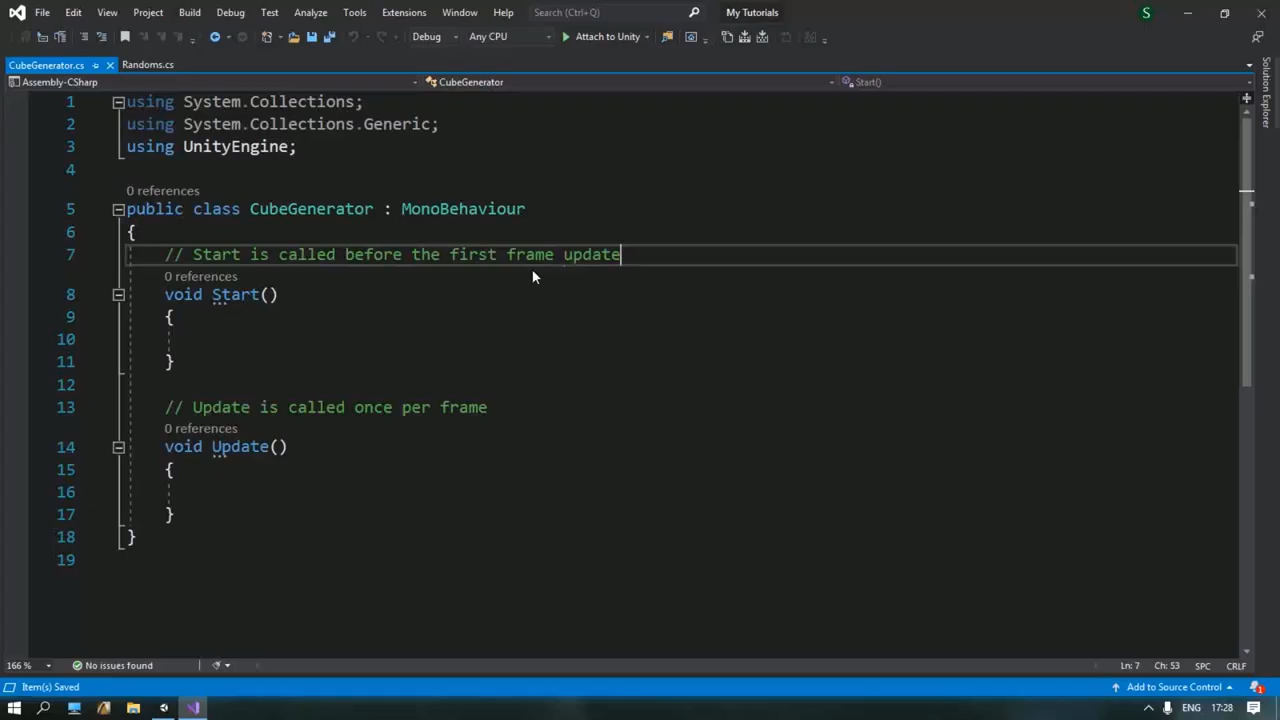 File Edit View Project Build Debug Test Analyze Tools Extensions Window Help Search (Ctrl+Q) My Tutorials S
Debug Any CPU Attach to Unity
CubeGenerator.cs Randoms.cs
Assembly-CSharp CubeGenerator Start()
Solution Explorer
1 using System.Collections;
2 using System.Collections.Generic;
3 using UnityEngine;
4
0 references
5 public class CubeGenerator : MonoBehaviour
6 {
7 // Start is called before the first frame update
0 references
8 void Start()
9 {
10
11 }
12
13 // Update is called once per frame
0 references
14 void Update()
15 {
16
17 }
18 }
19
166 % No issues found Ln: 7 Ch: 53 SPC CRLF
Item(s) Saved Add to Source Control 1
ENG 17:28